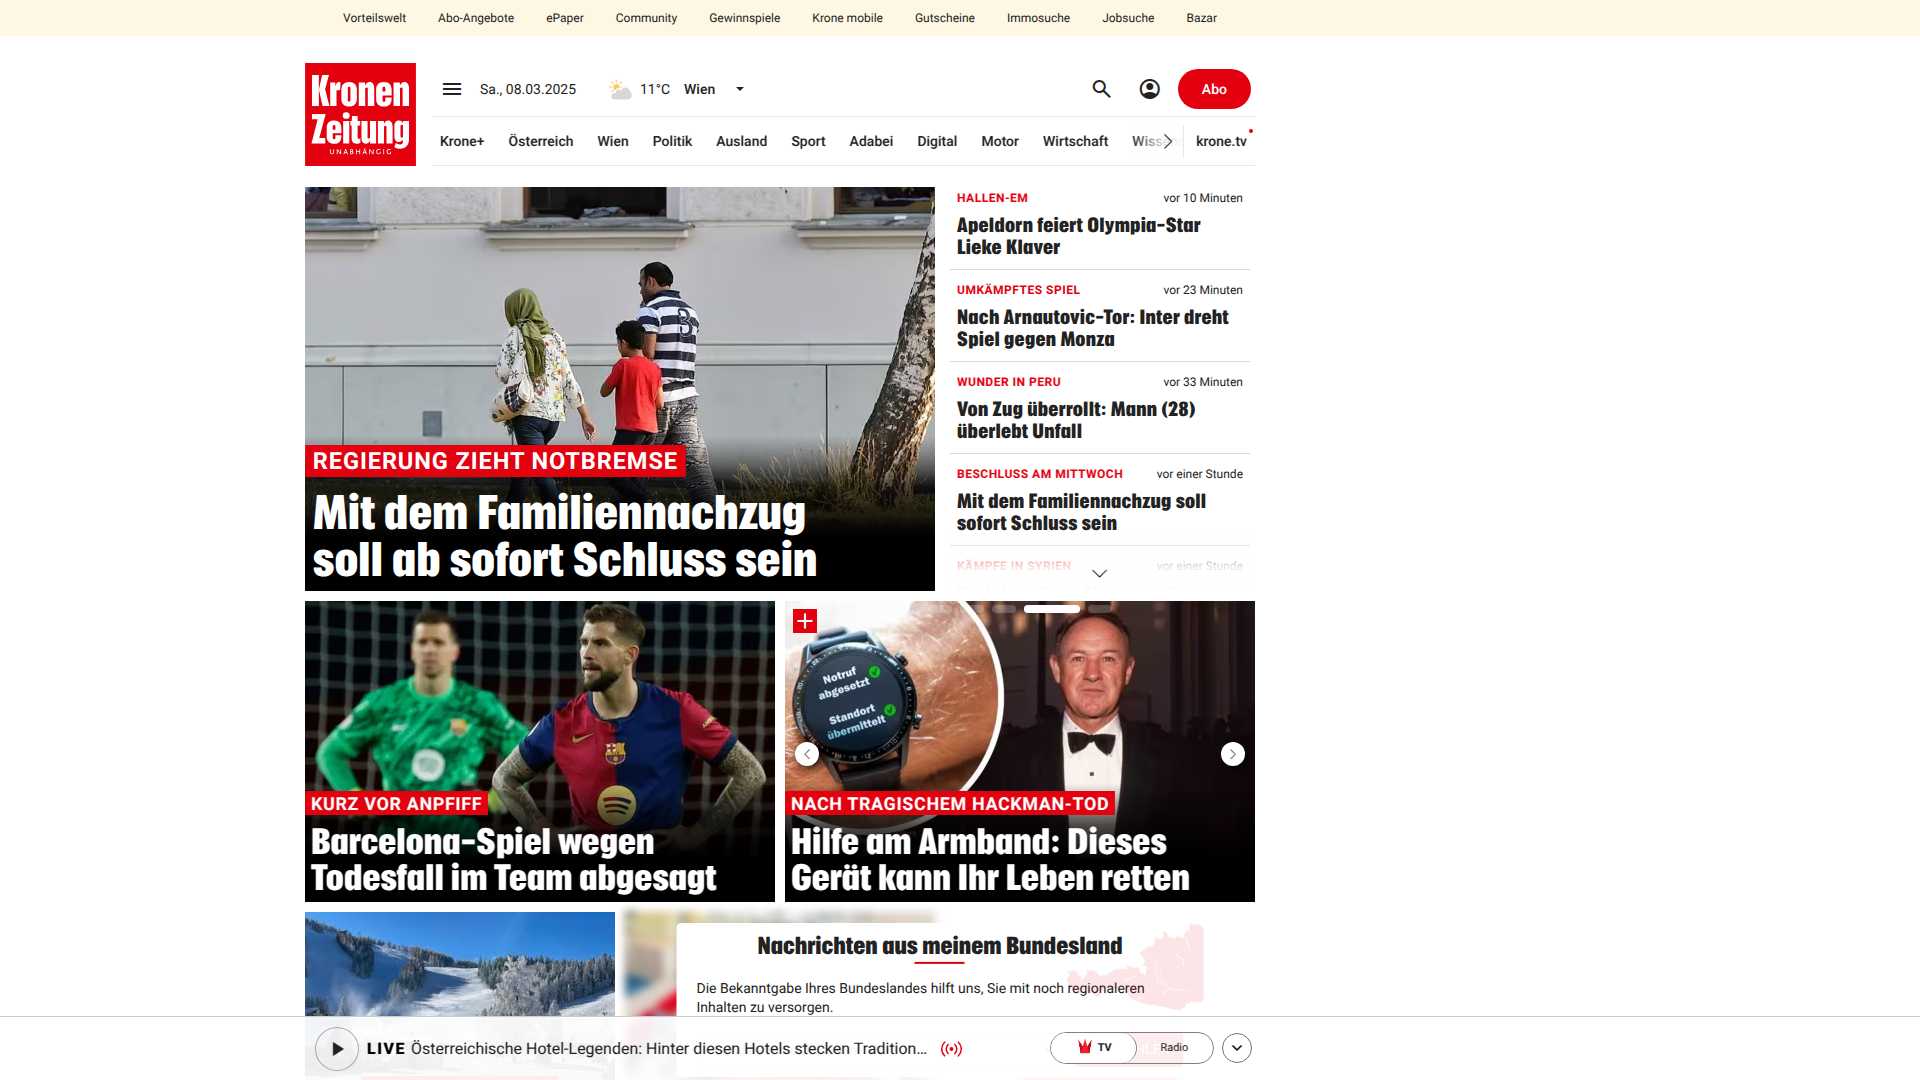 Vorteilswelt Abo-Angebote ePaper Community Gewinnspiele Krone mobile Gutscheine Immosuche Jobsuche Bazar
Kronen
Zeitung
UNABHÄNGIG
Sa., 08.03.2025 11°C Wien
Abo
Krone+ Österreich Wien Politik Ausland Sport Adabei Digital Motor Wirtschaft Wiss krone.tv
REGIERUNG ZIEHT NOTBREMSE
Mit dem Familiennachzug
soll ab sofort Schluss sein
HALLEN-EM vor 10 Minuten
Apeldorn feiert Olympia-Star
Lieke Klaver
UMKÄMPFTES SPIEL vor 23 Minuten
Nach Arnautovic-Tor: Inter dreht
Spiel gegen Monza
WUNDER IN PERU vor 33 Minuten
Von Zug überrollt: Mann (28)
überlebt Unfall
BESCHLUSS AM MITTWOCH vor einer Stunde
Mit dem Familiennachzug soll
sofort Schluss sein
KÄMPFE IN SYRIEN vor einer Stunde
KURZ VOR ANPFIFF
Barcelona-Spiel wegen
Todesfall im Team abgesagt
Notruf
abgesetzt
Standort
übermittelt
NACH TRAGISCHEM HACKMAN-TOD
Hilfe am Armband: Dieses
Gerät kann Ihr Leben retten
Nachrichten aus meinem Bundesland
Die Bekanntgabe Ihres Bundeslandes hilft uns, Sie mit noch regionaleren
Inhalten zu versorgen.
LIVE Österreichische Hotel-Legenden: Hinter diesen Hotels stecken Tradition...
TV Radio